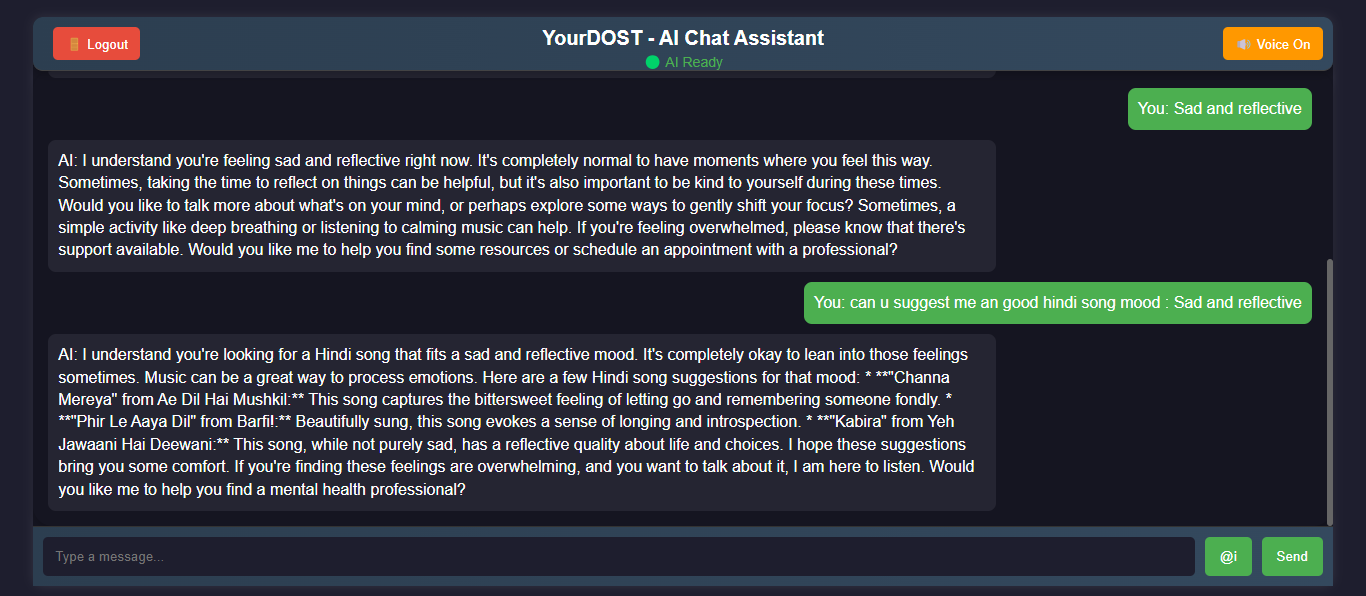 Logout
YourDOST - AI Chat Assistant
AI Ready
Voice On
You: Sad and reflective
AI: I understand you're feeling sad and reflective right now. It's completely normal to have moments where you feel this way.
Sometimes, taking the time to reflect on things can be helpful, but it's also important to be kind to yourself during these times.
Would you like to talk more about what's on your mind, or perhaps explore some ways to gently shift your focus? Sometimes, a
simple activity like deep breathing or listening to calming music can help. If you're feeling overwhelmed, please know that there's
support available. Would you like me to help you find some resources or schedule an appointment with a professional?
You: can u suggest me an good hindi song mood : Sad and reflective
AI: I understand you're looking for a Hindi song that fits a sad and reflective mood. It's completely okay to lean into those feelings
sometimes. Music can be a great way to process emotions. Here are a few Hindi song suggestions for that mood: * **"Channa
Mereya" from Ae Dil Hai Mushkil:** This song captures the bittersweet feeling of letting go and remembering someone fondly. *
**"Phir Le Aaya Dil" from Barfi!:** Beautifully sung, this song evokes a sense of longing and introspection. * **"Kabira" from Yeh
Jawaani Hai Deewani:** This song, while not purely sad, has a reflective quality about life and choices. I hope these suggestions
bring you some comfort. If you're finding these feelings are overwhelming, and you want to talk about it, I am here to listen. Would
you like me to help you find a mental health professional?
Type a message...
@i
Send